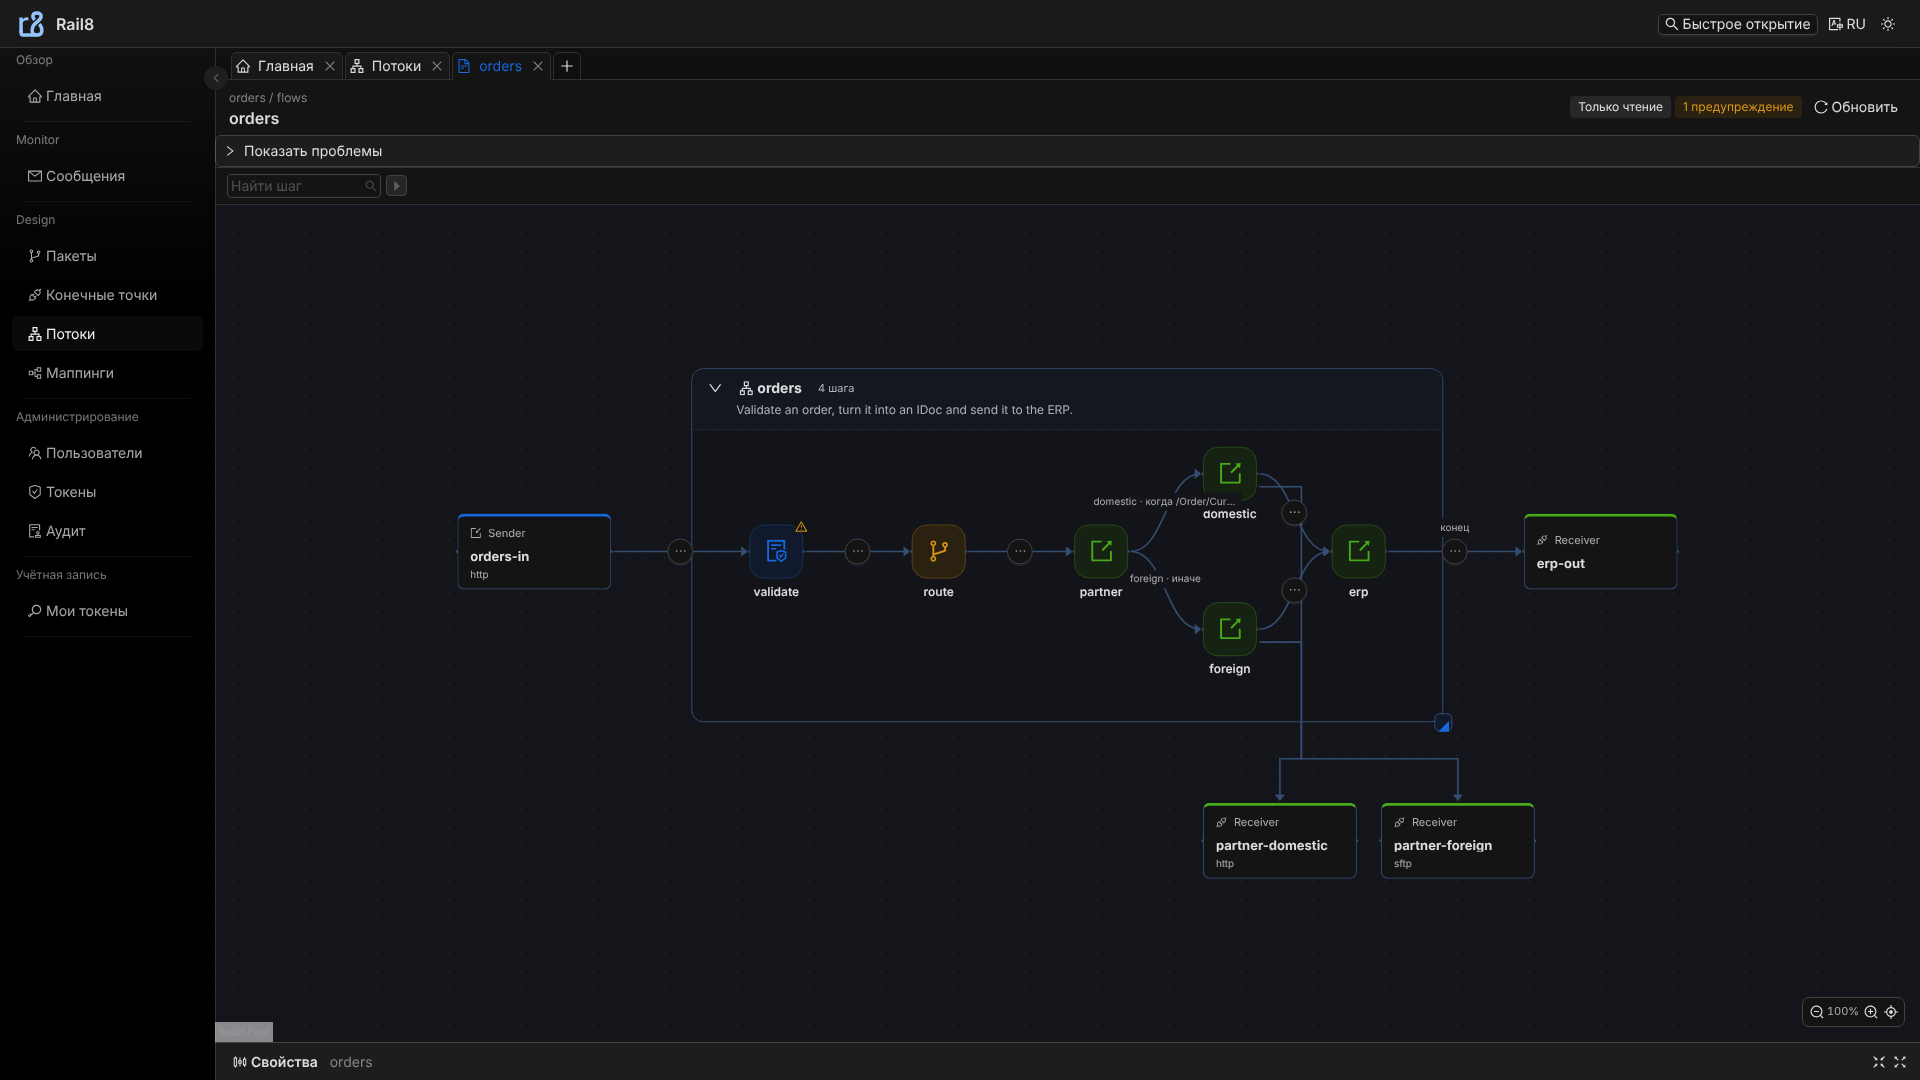 Rail8
Быстрое открытие
RU
Обзор
Главная
Monitor
Сообщения
Design
Пакеты
Конечные точки
Потоки
Маппинги
Администрирование
Пользователи
Токены
Аудит
Учётная запись
Мои токены
Главная
Потоки
orders
orders / flows
orders
Только чтение
1 предупреждение
Обновить
Показать проблемы
Найти шаг
orders
4 шага
Validate an order, turn it into an IDoc and send it to the ERP.
Sender
orders-in
http
validate
route
partner
domestic · когда /Order/Cur...
domestic
foreign · иначе
foreign
erp
конец
Receiver
erp-out
Receiver
partner-domestic
http
Receiver
partner-foreign
sftp
100%
React Flow
Свойства
orders